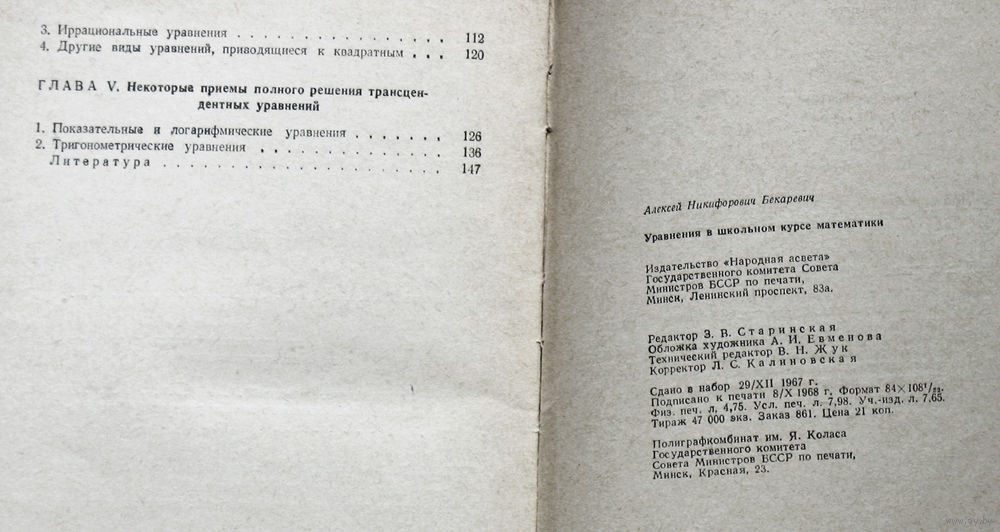 3. Иррациональные уравнения . . . . . . . . . . . . . . . . 112
4. Другие виды уравнений, приводящиеся к квадратным . . . 120
ГЛАВА V. Некоторые приемы полного решения трансцен-
дентных уравнений
1. Показательные и логарифмические уравнения . . . . . . . 126
2. Тригонометрические уравнения . . . . . . . . . . . . . . 136
Литература . . . . . . . . . . . . . . . . . . . . 147
Алексей Никифорович Бекаревич
Уравнения в школьном курсе математики
Издательство «Народная асвета»
Государственного комитета Совета
Министров БССР по печати,
Минск, Ленинский проспект, 83а.
Редактор З. В. Старинская
Обложка художника А. И. Евменова
Технический редактор В. Н. Жук
Корректор Л. С. Калиновская
Сдано в набор 29/XII 1967 г.
Подписано к печати 8/X 1968 г. Формат 84×108¹/₃₂.
Физ. печ. л. 4,75. Усл. печ. л. 7,98. Уч.-изд. л. 7,65.
Тираж 47 000 экз. Заказ 861. Цена 21 коп.
Полиграфкомбинат им. Я. Коласа
Государственного комитета
Совета Министров БССР по печати,
Минск, Красная, 23.